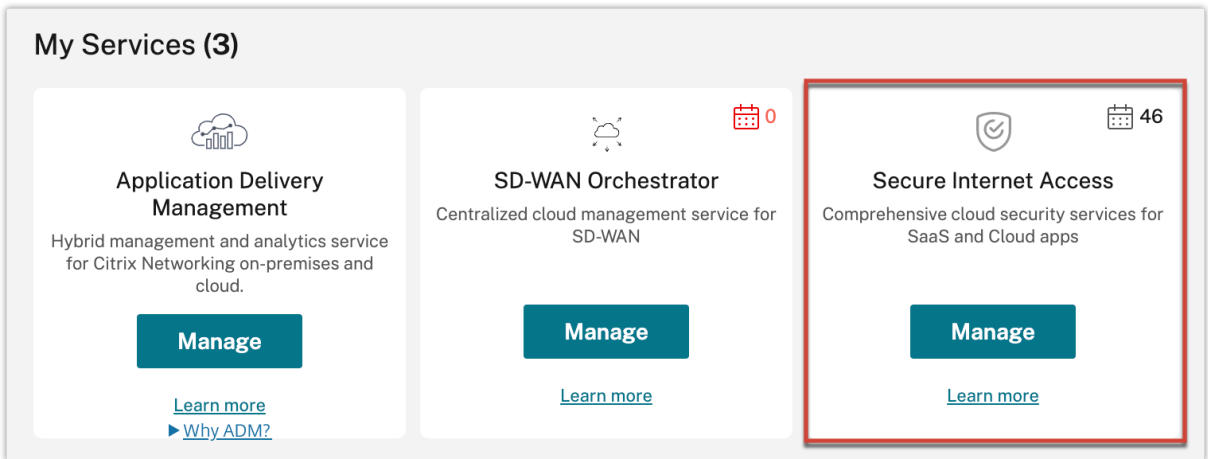 My Services (3)
Application Delivery
Management
Hybrid management and analytics service
for Citrix Networking on-premises and
cloud.
Manage
Learn more
Why ADM?
0
SD-WAN Orchestrator
Centralized cloud management service for
SD-WAN
Manage
Learn more
46
Secure Internet Access
Comprehensive cloud security services for
SaaS and Cloud apps
Manage
Learn more